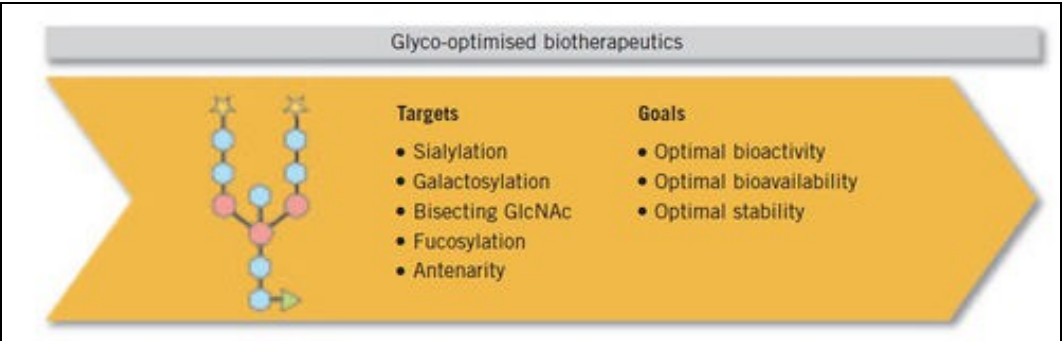 Glyco-optimised biotherapeutics
Targets
• Sialylation
• Galactosylation
• Bisecting GlcNAc
• Fucosylation
• Antenarity
Goals
• Optimal bioactivity
• Optimal bioavailability
• Optimal stability